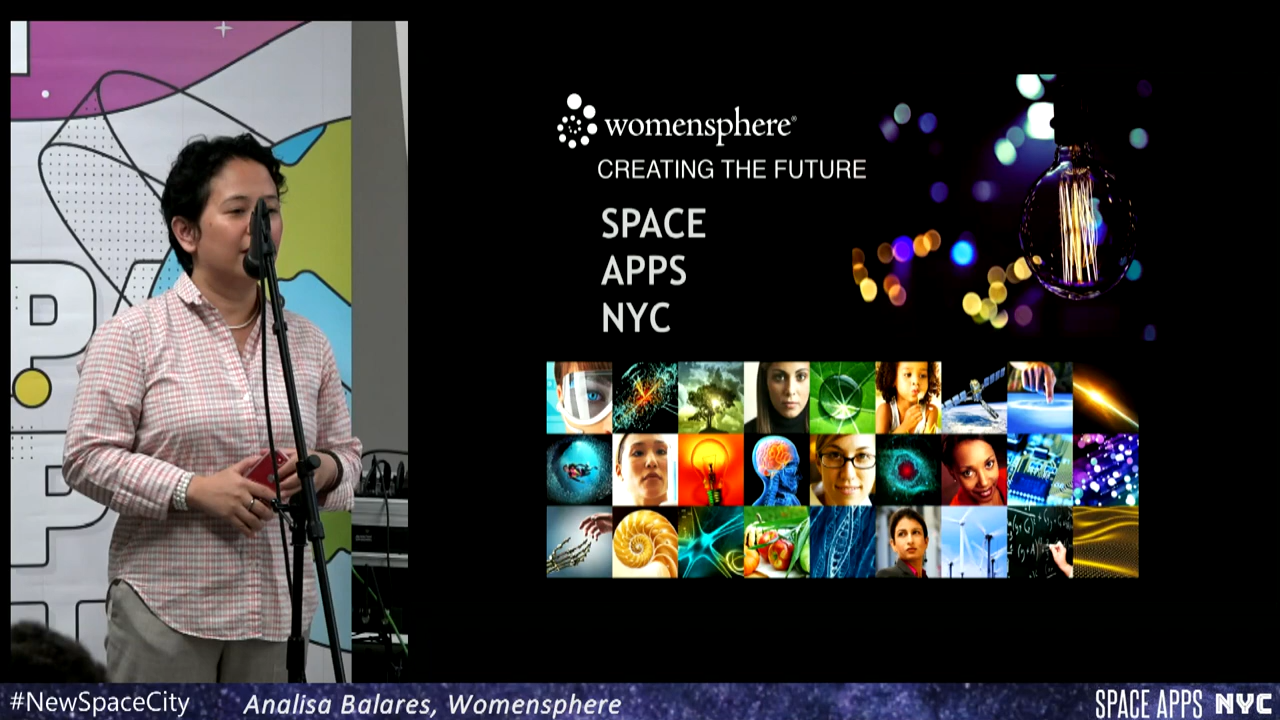 womensphere®
CREATING THE FUTURE
SPACE
APPS
NYC
#NewSpaceCity
Analisa Balares, Womensphere
SPACE APPS NYC